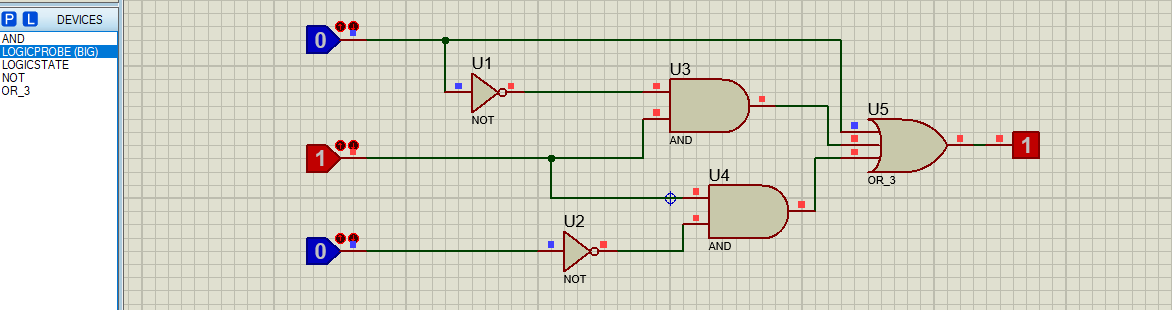 P L DEVICES
AND
LOGICPROBE (BIG)
LOGICSTATE
NOT
OR_3
0
U1
NOT
U3
AND
U5
OR_3
1
1
U4
AND
U2
NOT
0